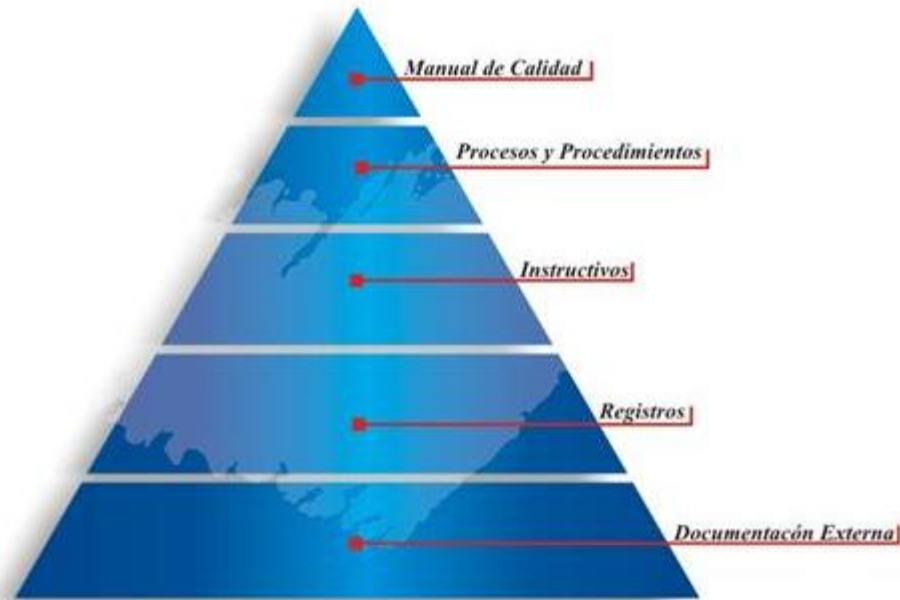 Manual de Calidad
Procesos y Procedimientos
Instructivos
Registros
Documentacón Externa